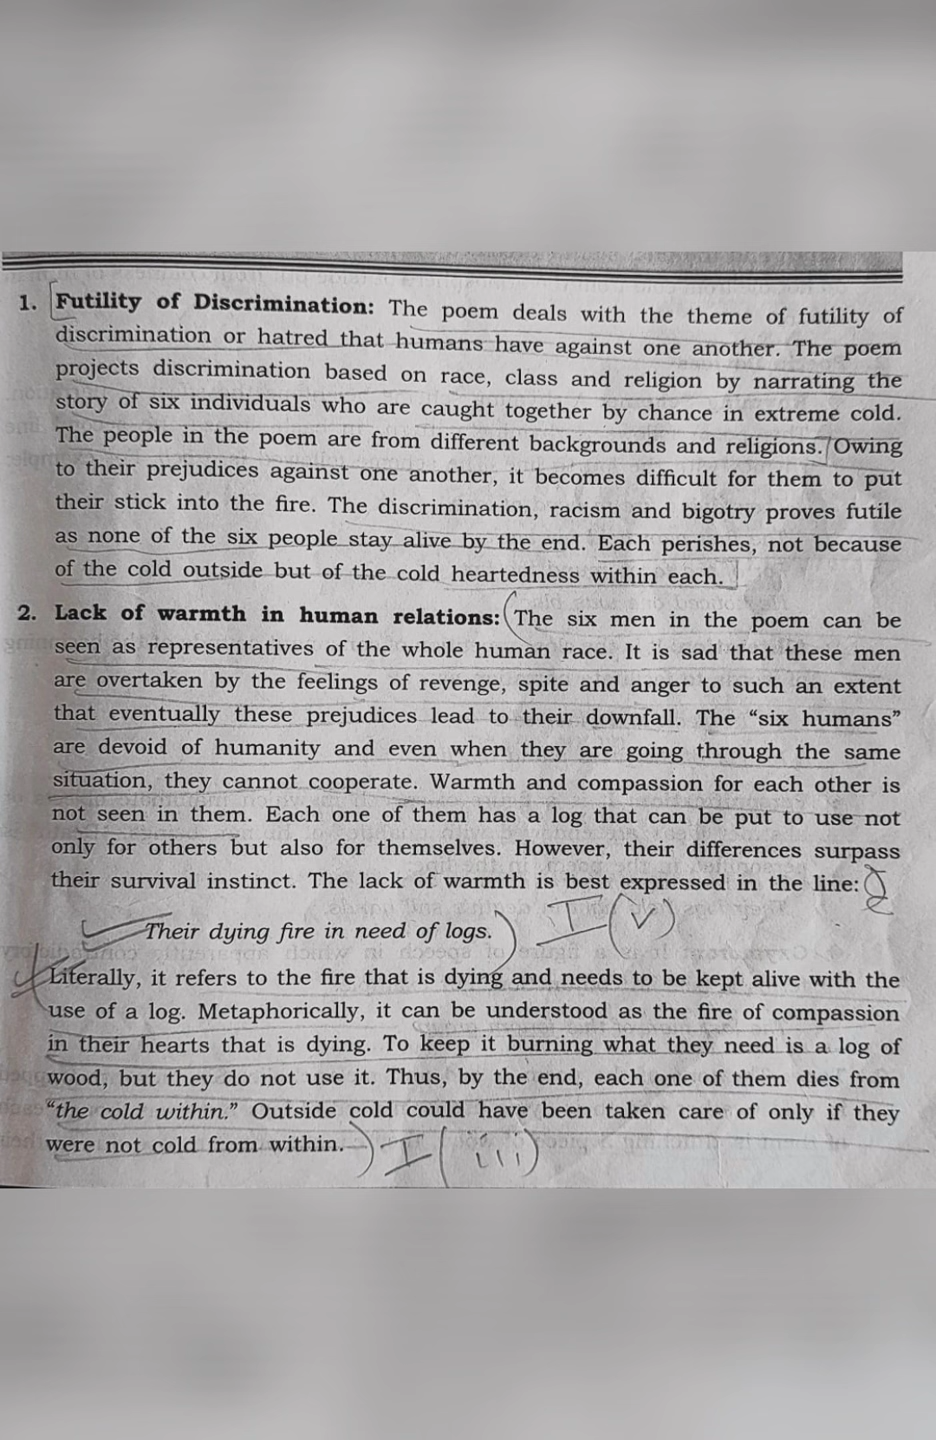 1. Futility of Discrimination: The poem deals with the theme of futility of
discrimination or hatred that humans have against one another. The poem
projects discrimination based on race, class and religion by narrating the
story of six individuals who are caught together by chance in extreme cold.
The people in the poem are from different backgrounds and religions. Owing
to their prejudices against one another, it becomes difficult for them to put
their stick into the fire. The discrimination, racism and bigotry proves futile
as none of the six people stay alive by the end. Each perishes, not because
of the cold outside but of the cold heartedness within each.
2. Lack of warmth in human relations: The six men in the poem can be
seen as representatives of the whole human race. It is sad that these men
are overtaken by the feelings of revenge, spite and anger to such an extent
that eventually these prejudices lead to their downfall. The “six humans”
are devoid of humanity and even when they are going through the same
situation, they cannot cooperate. Warmth and compassion for each other is
not seen in them. Each one of them has a log that can be put to use not
only for others but also for themselves. However, their differences surpass
their survival instinct. The lack of warmth is best expressed in the line:
Their dying fire in need of logs.
I (v)
Literally, it refers to the fire that is dying and needs to be kept alive with the
use of a log. Metaphorically, it can be understood as the fire of compassion
in their hearts that is dying. To keep it burning what they need is a log of
wood, but they do not use it. Thus, by the end, each one of them dies from
“the cold within.” Outside cold could have been taken care of only if they
were not cold from within.
I (iii)